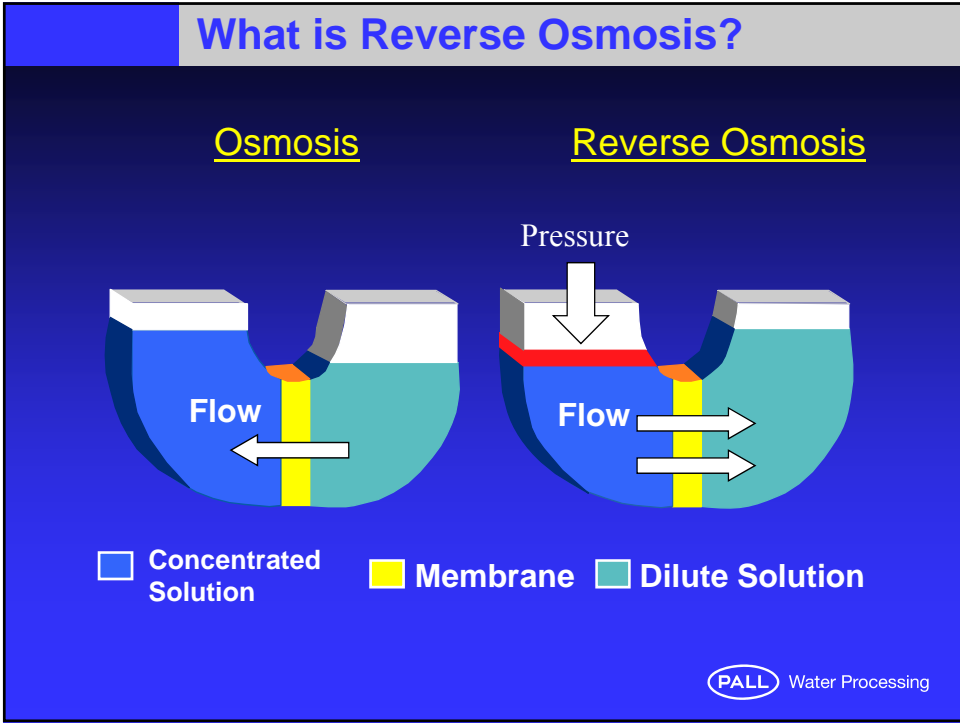 What is Reverse Osmosis?
Osmosis
Reverse Osmosis
Pressure
Flow
Flow
Concentrated
Solution
Membrane
Dilute Solution
PALL Water Processing